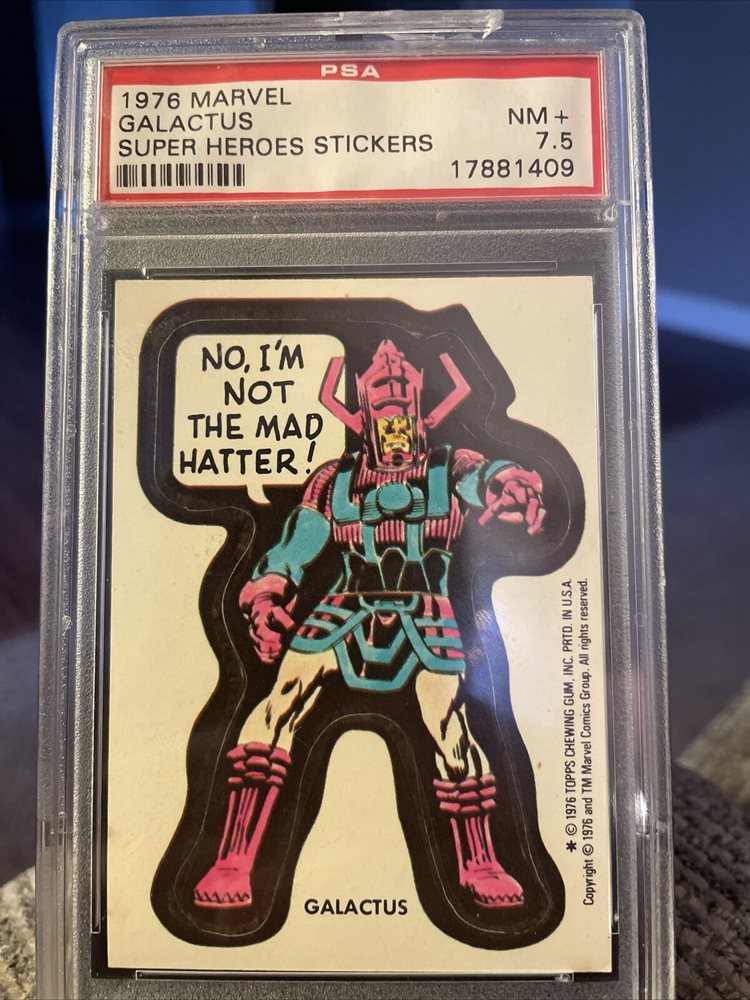 PSA
1976 MARVEL
GALACTUS
SUPER HEROES STICKERS
NM+
7.5
17881409
NO, I'M
NOT
THE MAD
HATTER!
GALACTUS
* © 1976 TOPPS CHEWING GUM, INC. PRTD. IN U.S.A.
Copyright © 1976 and TM Marvel Comics Group. All rights reserved.